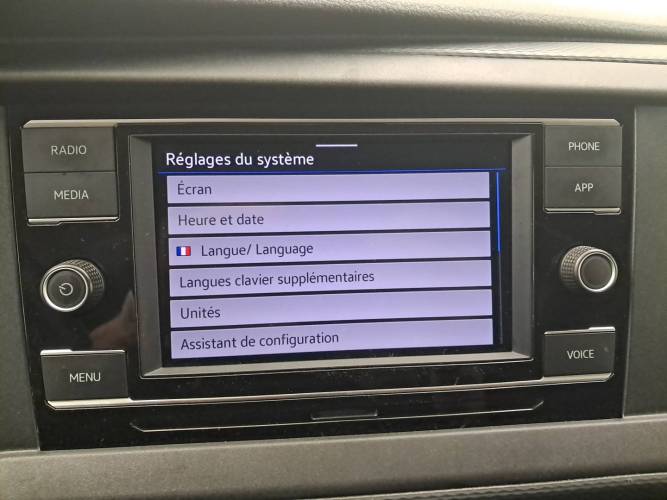 RADIO
MEDIA
MENU
Réglages du système
Écran
Heure et date
Langue/ Language
Langues clavier supplémentaires
Unités
Assistant de configuration
PHONE
APP
VOICE